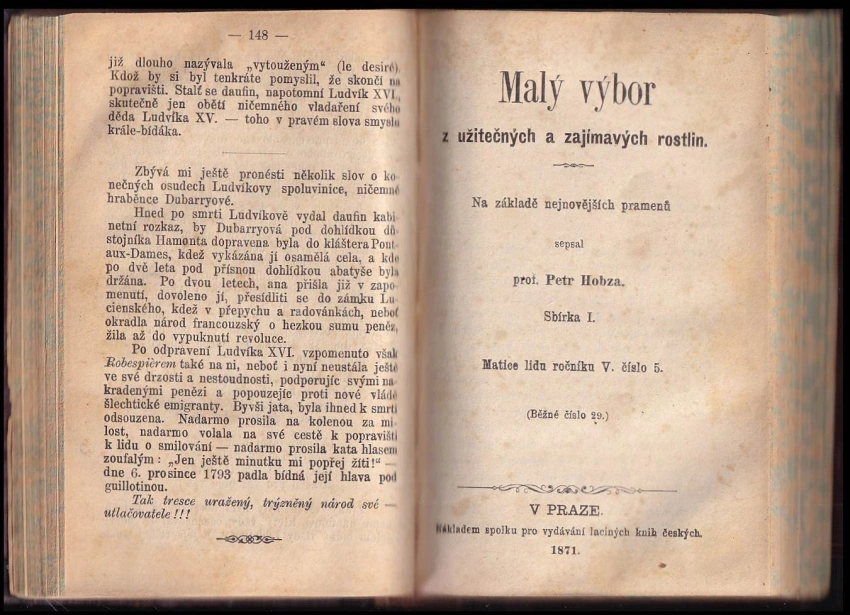 — 148 —
již dlouho nazývala „vytouženým“ (le desiré).
Kdož by si byl tenkráte pomyslil, že skončí na
popravišti. Stalť se daufin, napotomní Ludvík XVI.,
skutečně jen obětí ničemného vladaření svého
děda Ludvíka XV. — toho v pravém slova smyslu
krále-bídáka.
Zbývá mi ještě pronésti několik slov o ko-
nečných osudech Ludvíkovy spoluvinice, ničemné
hraběnce Dubarryové.
Hned po smrti Ludvíkově vydal daufin kabi-
netní rozkaz, by Dubarryová pod dohlídkou dů-
stojníka Hamonta dopravena byla do kláštera Pont-
aux-Dames, kdež vykázána jí osamělá cela, a kde
po dvě leta pod přísnou dohlídkou abatyše byla
držána. Po dvou letech, ana přišla již v zapo-
menutí, dovoleno jí, přesídliti se do zámku Lu-
cienského, kdež v přepychu a radovánkách, neboť
okradla národ francouzský o hezkou sumu peněz,
žila až do vypuknutí revoluce.
Po odpravení Ludvíka XVI. vzpomenuto však
Robespierem také na ni, neboť i nyní neustála ještě
ve své drzosti a nestoudnosti, podporujíc svými na-
kradenými penězi a popouzejíc proti nové vládě
šlechtické emigranty. Byvši jata, byla ihned k smrti
odsouzena. Nadarmo prosila na kolenou za mi-
lost, nadarmo volala na své cestě k popravišti
k lidu o smilování — nadarmo prosila kata hlasem
zoufalým: „Jen ještě minutku mi popřej žíti!“ —
dne 6. prosince 1793 padla bídná její hlava pod
guillotinou.
Tak tresce uražený, trýzněný národ své —
utlačovatele!!!
Malý výbor
z užitečných a zajímavých rostlin.
Na základě nejnovějších pramenů
sepsal
prof. Petr Hobza.
Sbírka I.
Matice lidu ročníku V. číslo 5.
(Běžné číslo 29.)
V PRAZE.
Nákladem spolku pro vydávání laciných knih českých.
1871.